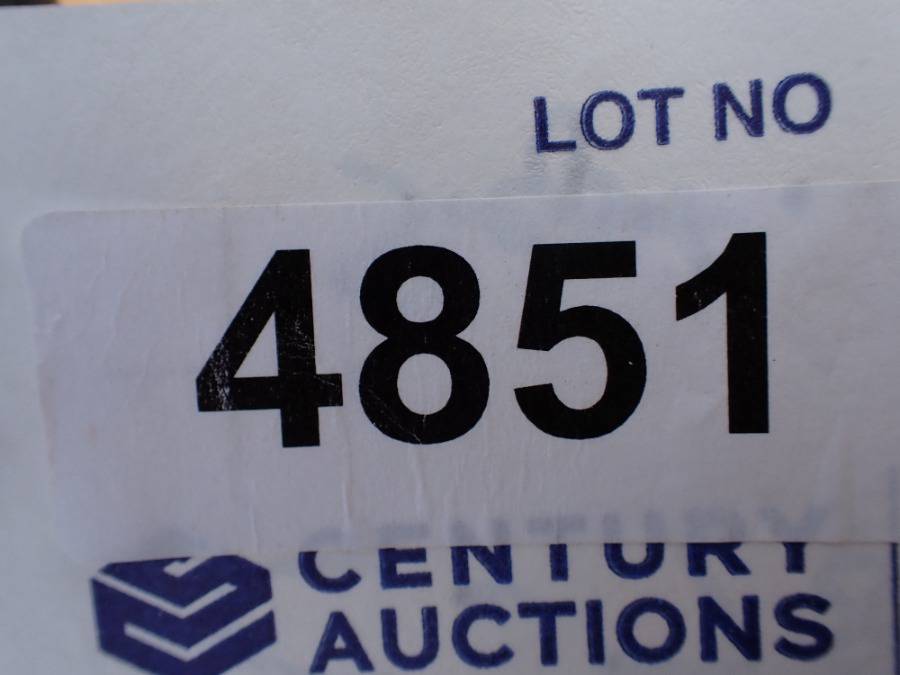 LOT NO
4851
CENTURY
AUCTIONS